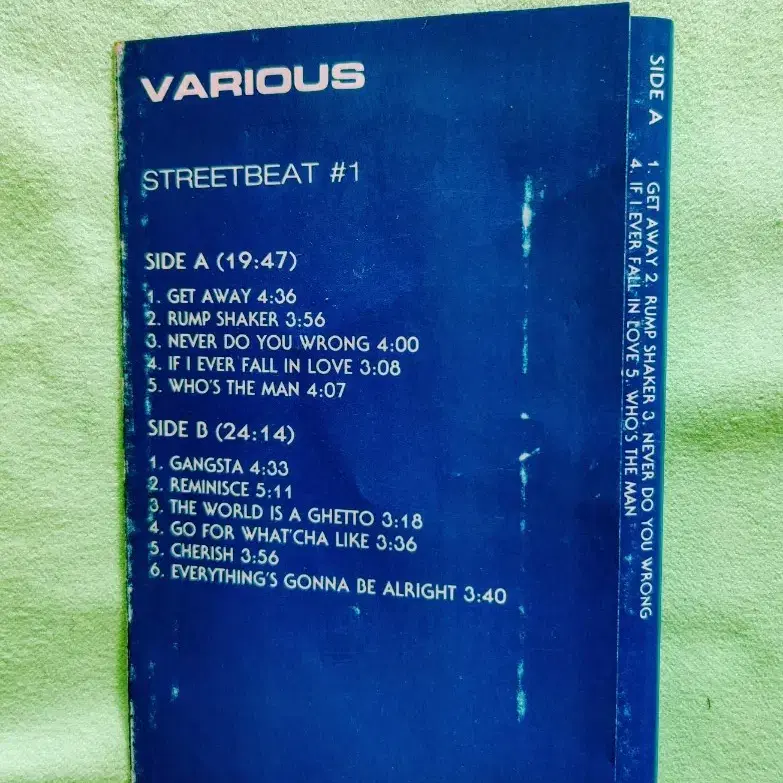 VARIOUS
STREETBEAT #1
SIDE A (19:47)
1. GET AWAY 4:36
2. RUMP SHAKER 3:56
3. NEVER DO YOU WRONG 4:00
4. IF I EVER FALL IN LOVE 3:08
5. WHO'S THE MAN 4:07
SIDE B (24:14)
1. GANGSTA 4:33
2. REMINISCE 5:11
3. THE WORLD IS A GHETTO 3:18
4. GO FOR WHAT'CHA LIKE 3:36
5. CHERISH 3:56
6. EVERYTHING'S GONNA BE ALRIGHT 3:40
SIDE A
1. GET AWAY 2. RUMP SHAKER 3. NEVER DO YOU WRONG
4. IF I EVER FALL IN LOVE 5. WHO'S THE MAN